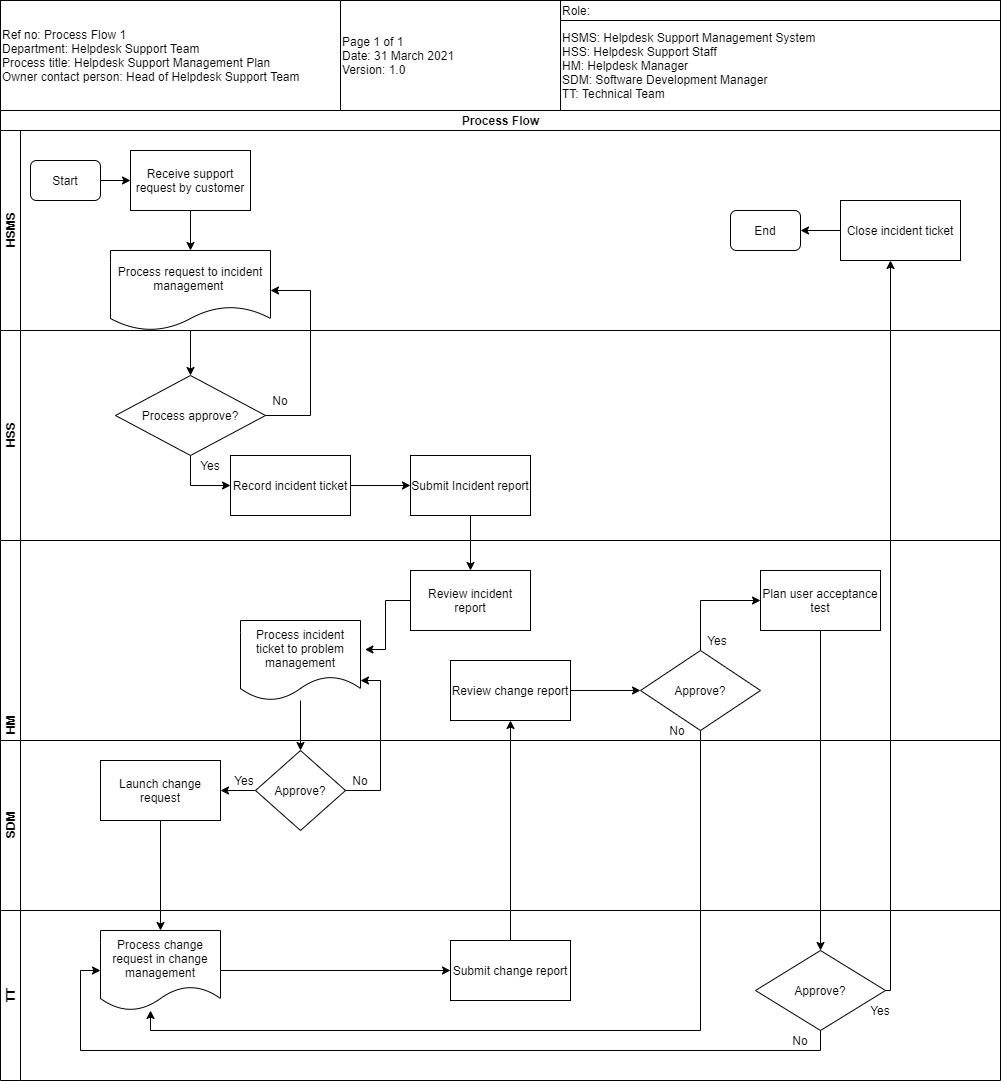 Ref no: Process Flow 1
Department: Helpdesk Support Team
Process title: Helpdesk Support Management Plan
Owner contact person: Head of Helpdesk Support Team
Page 1 of 1
Date: 31 March 2021
Version: 1.0
Role:
HSMS: Helpdesk Support Management System
HSS: Helpdesk Support Staff
HM: Helpdesk Manager
SDM: Software Development Manager
TT: Technical Team
Process Flow
HSMS
Start
Receive support
request by customer
Process request to incident
management
End
Close incident ticket
HSS
Process approve?
No
Yes
Record incident ticket
Submit Incident report
HM
Review incident
report
Process incident
ticket to problem
management
Review change report
Approve?
Yes
No
Plan user acceptance
test
SDM
Approve?
Yes
No
Launch change
request
TT
Process change
request in change
management
Submit change report
Approve?
Yes
No